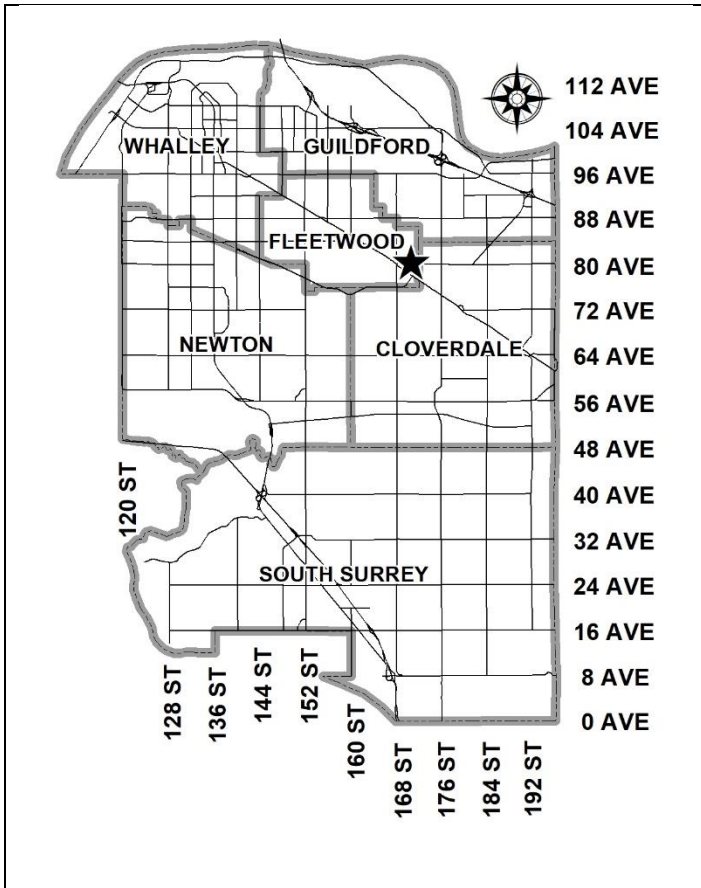 112 AVE
104 AVE
WHALLEY
GUILDFORD
96 AVE
88 AVE
FLEETWOOD
80 AVE
72 AVE
NEWTON
CLOVERDALE
64 AVE
56 AVE
48 AVE
120 ST
40 AVE
32 AVE
SOUTH SURREY
24 AVE
16 AVE
128 ST
136 ST
144 ST
152 ST
160 ST
8 AVE
0 AVE
168 ST
176 ST
184 ST
192 ST